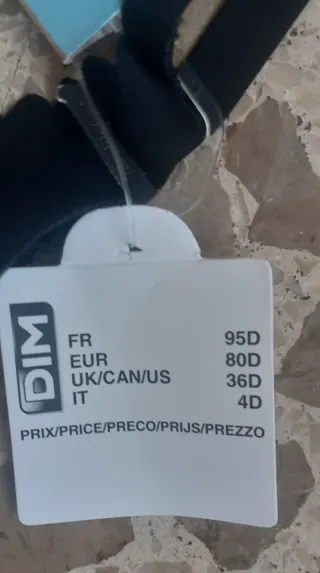 DIM
FR 95D
EUR 80D
UK/CAN/US 36D
IT 4D
PRIX/PRICE/PRECO/PRIJS/PREZZO